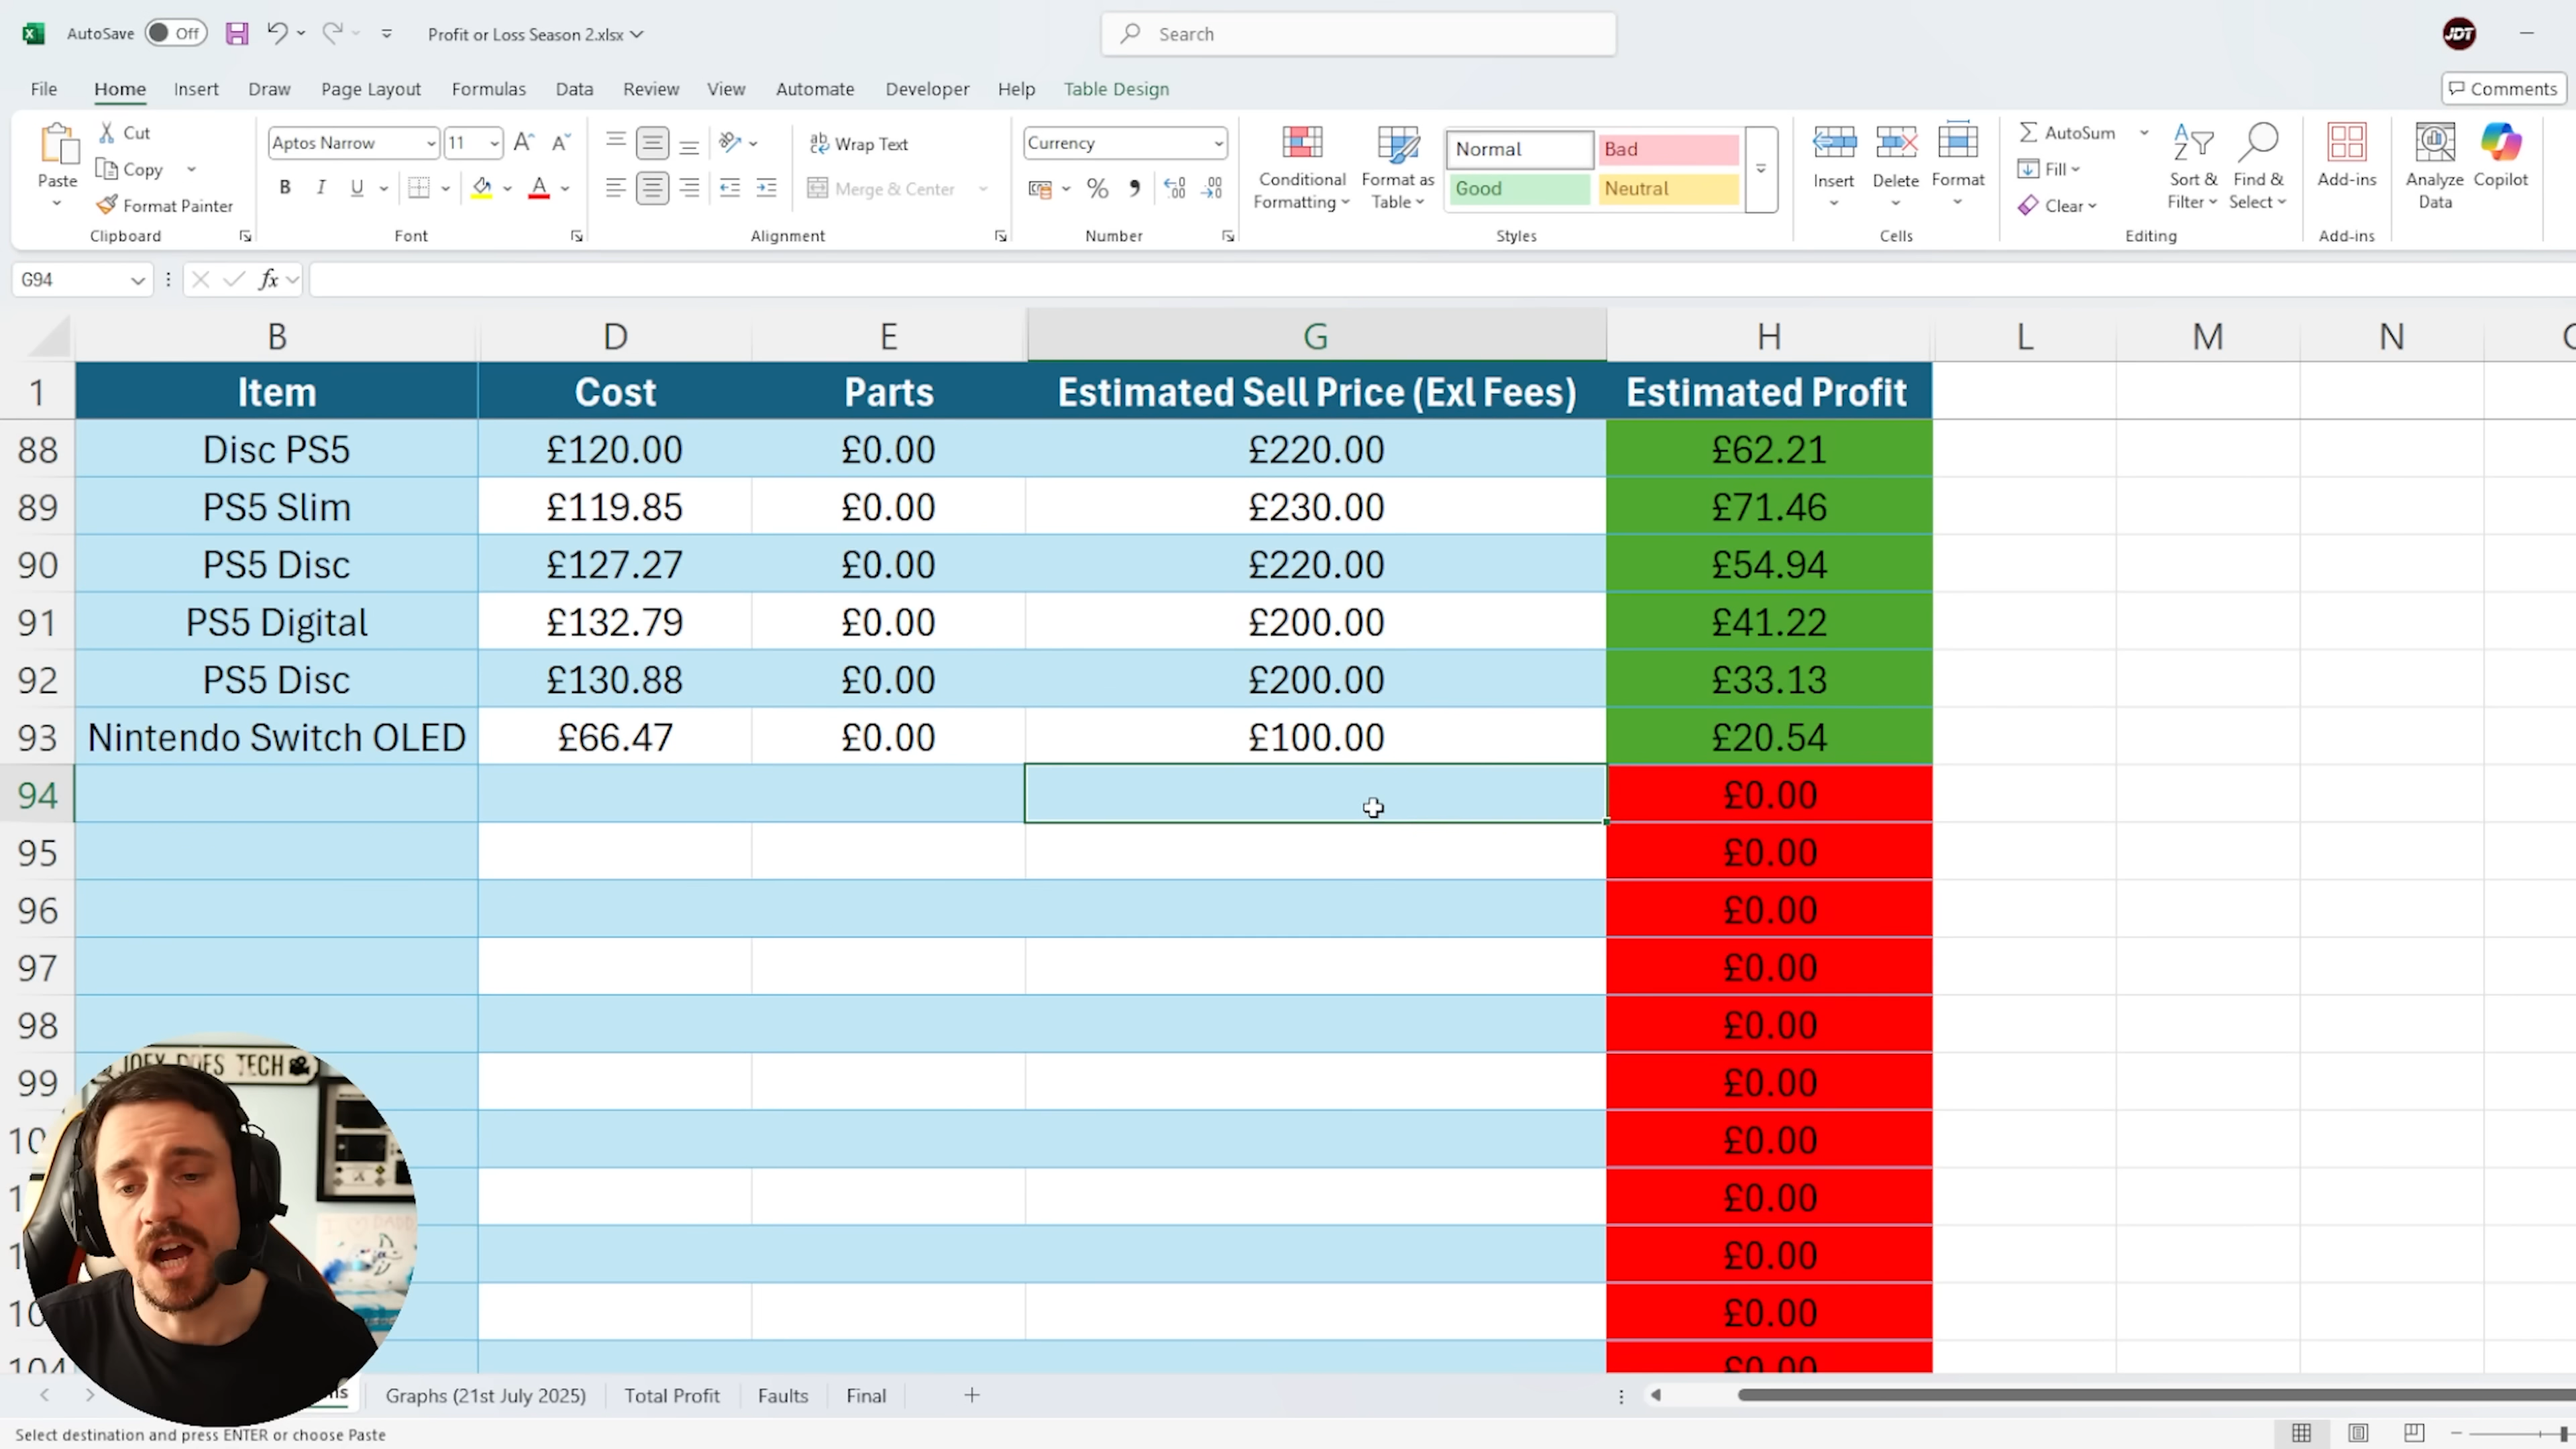 AutoSave Off Profit or Loss Season 2.xlsx Search JDT
File Home Insert Draw Page Layout Formulas Data Review View Automate Developer Help Table Design Comments
Paste Cut Copy Format Painter Clipboard
Aptos Narrow 11 B I U A Font
Wrap Text Merge & Center Alignment
Currency % Number
Conditional Formatting Format as Table Normal Bad Good Neutral Styles
Insert Delete Format Cells
AutoSum Fill Clear Sort & Filter Find & Select Editing
Add-ins Add-ins
Analyze Data Copilot
G94 fx
B D E G H L M N
1 Item Cost Parts Estimated Sell Price (Exl Fees) Estimated Profit
88 Disc PS5 £120.00 £0.00 £220.00 £62.21
89 PS5 Slim £119.85 £0.00 £230.00 £71.46
90 PS5 Disc £127.27 £0.00 £220.00 £54.94
91 PS5 Digital £132.79 £0.00 £200.00 £41.22
92 PS5 Disc £130.88 £0.00 £200.00 £33.13
93 Nintendo Switch OLED £66.47 £0.00 £100.00 £20.54
94 £0.00
95 £0.00
96 £0.00
97 £0.00
98 £0.00
99 £0.00
£0.00
£0.00
£0.00
£0.00
104 £0.00
JOEY DOES TECH
Graphs (21st July 2025) Total Profit Faults Final
Select destination and press ENTER or choose Paste